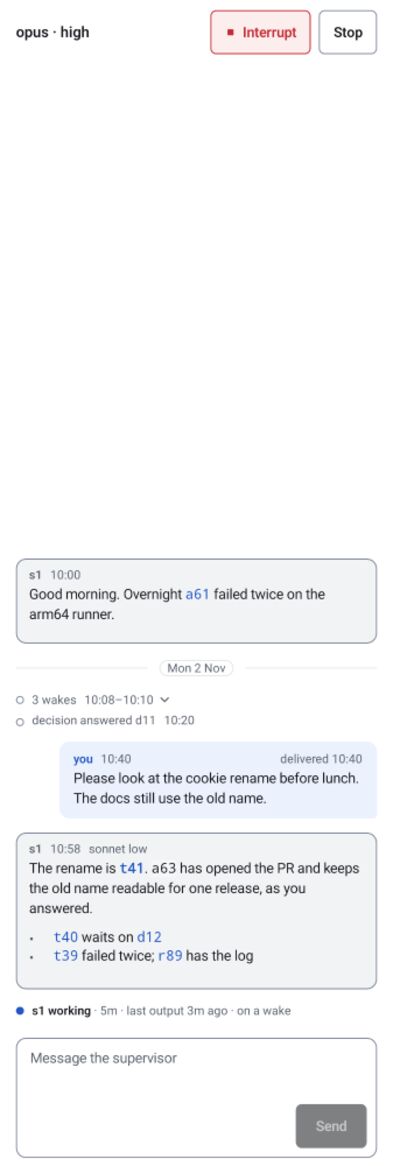 opus · high
Interrupt
Stop
s1 10:00
Good morning. Overnight a61 failed twice on the
arm64 runner.
Mon 2 Nov
3 wakes 10:08–10:10
decision answered d11 10:20
you 10:40 delivered 10:40
Please look at the cookie rename before lunch.
The docs still use the old name.
s1 10:58 sonnet low
The rename is t41. a63 has opened the PR and keeps
the old name readable for one release, as you
answered.
• t40 waits on d12
• t39 failed twice; r89 has the log
s1 working · 5m · last output 3m ago · on a wake
Message the supervisor
Send